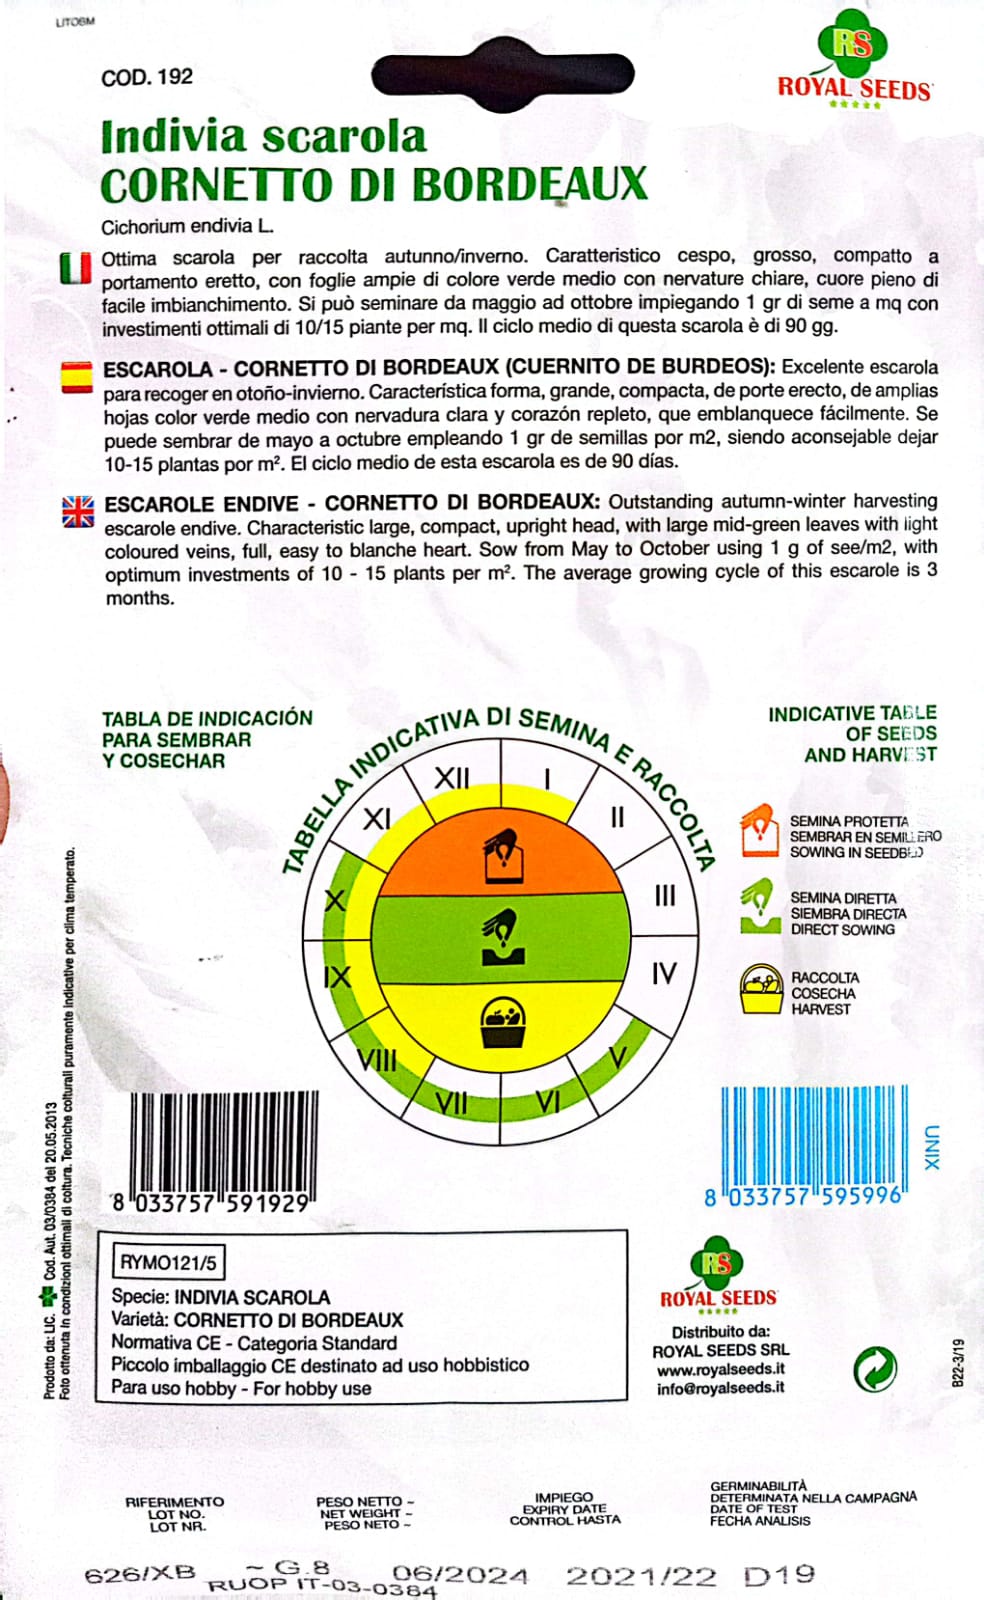 LITOGM
COD. 192
RS
ROYAL SEEDS
Indivia scarola
CORNETTO DI BORDEAUX
Cichorium endivia L.
Ottima scarola per raccolta autunno/inverno. Caratteristico cespo, grosso, compatto a
portamento eretto, con foglie ampie di colore verde medio con nervature chiare, cuore pieno di
facile imbianchimento. Si può seminare da maggio ad ottobre impiegando 1 gr di seme a mq con
investimenti ottimali di 10/15 piante per mq. Il ciclo medio di questa scarola è di 90 gg.
ESCAROLA - CORNETTO DI BORDEAUX (CUERNITO DE BURDEOS): Excelente escarola
para recoger en otoño-invierno. Característica forma, grande, compacta, de porte erecto, de amplias
hojas color verde medio con nervadura clara y corazón repleto, que emblanquece fácilmente. Se
puede sembrar de mayo a octubre empleando 1 gr de semillas por m2, siendo aconsejable dejar
10-15 plantas por m². El ciclo medio de esta escarola es de 90 días.
ESCAROLE ENDIVE - CORNETTO DI BORDEAUX: Outstanding autumn-winter harvesting
escarole endive. Characteristic large, compact, upright head, with large mid-green leaves with light
coloured veins, full, easy to blanche heart. Sow from May to October using 1 g of see/m2, with
optimum investments of 10 - 15 plants per m². The average growing cycle of this escarole is 3
months.
TABLA DE INDICACIÓN
PARA SEMBRAR
Y COSECHAR
TABELLA INDICATIVA DI SEMINA E RACCOLTA
INDICATIVE TABLE
OF SEEDS
AND HARVEST
I
II
III
IV
V
VI
VII
VIII
IX
X
XI
XII
SEMINA PROTETTA
SEMBRAR EN SEMILLERO
SOWING IN SEEDBED
SEMINA DIRETTA
SIEMBRA DIRECTA
DIRECT SOWING
RACCOLTA
COSECHA
HARVEST
Prodotto da: LIC. Cod. Aut. 03/0384 del 20.05.2013
Foto ottenuta in condizioni ottimali di coltura. Tecniche colturali puramente indicative per clima temperato.
8 033757 591929
8 033757 595996
UNIX
RYMO121/5
Specie: INDIVIA SCAROLA
Varietà: CORNETTO DI BORDEAUX
Normativa CE - Categoria Standard
Piccolo imballaggio CE destinato ad uso hobbistico
Para uso hobby - For hobby use
RS
ROYAL SEEDS
Distribuito da:
ROYAL SEEDS SRL
www.royalseeds.it
info@royalseeds.it
B22-3/19
RIFERIMENTO
LOT NO.
LOT NR.
PESO NETTO ~
NET WEIGHT ~
PESO NETO ~
IMPIEGO
EXPIRY DATE
CONTROL HASTA
GERMINABILITÀ
DETERMINATA NELLA CAMPAGNA
DATE OF TEST
FECHA ANALISIS
626/XB ~ G.8 06/2024 2021/22 D19
RUOP IT-03-0384